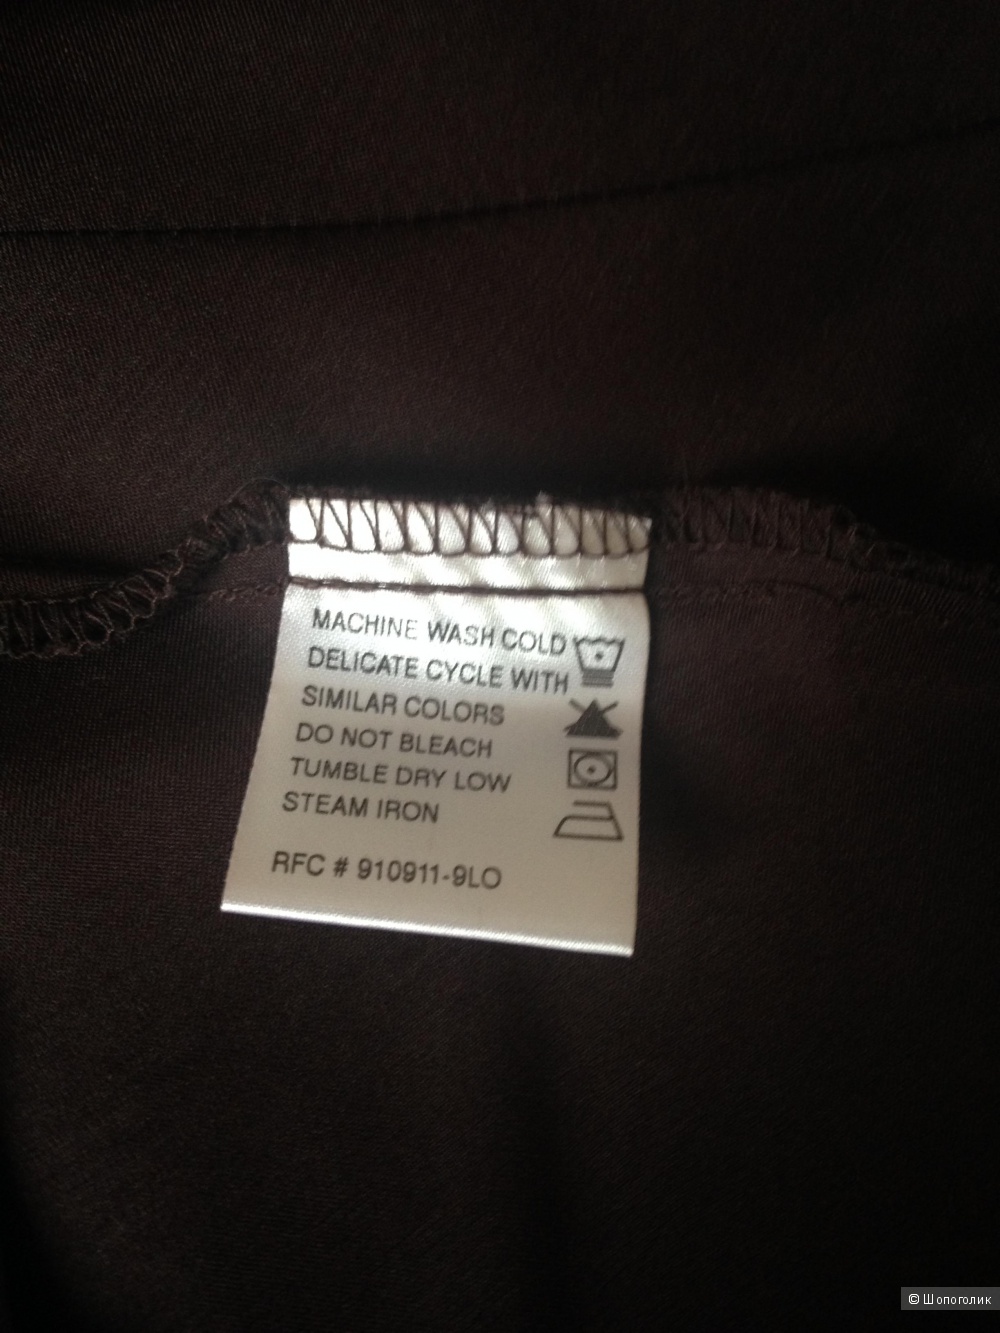 MACHINE WASH COLD
DELICATE CYCLE WITH
SIMILAR COLORS
DO NOT BLEACH
TUMBLE DRY LOW
STEAM IRON
RFC # 910911-9LO
© Шопоголик